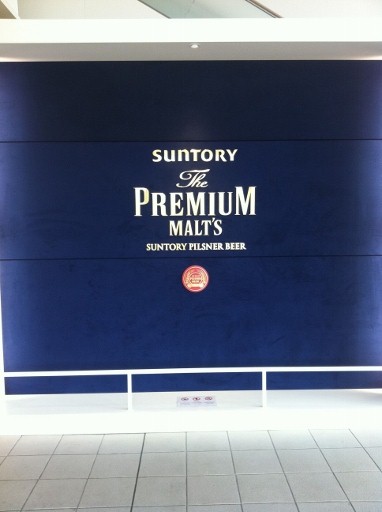 SUNTORY
The
PREMIUM
MALT'S
SUNTORY PILSNER BEER